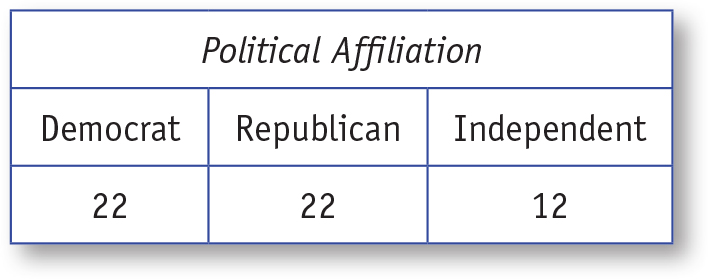 Political Affiliation
Democrat Republican Independent
22 22 12